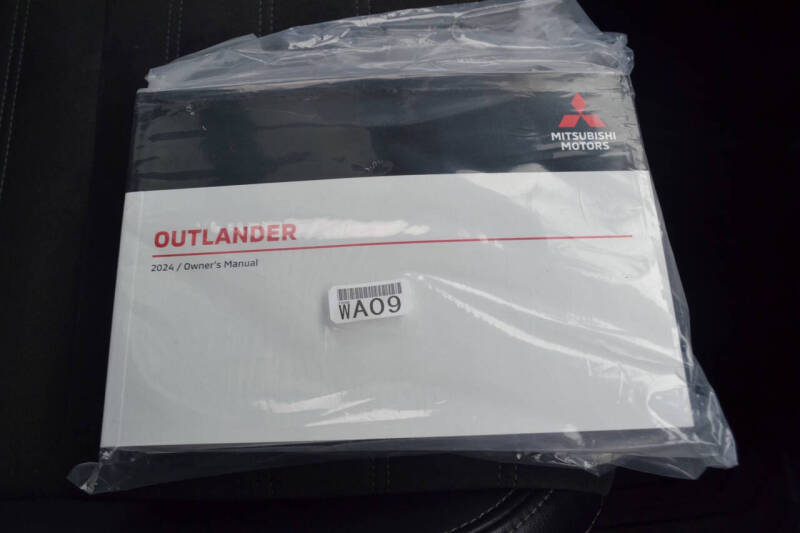 MITSUBISHI
MOTORS
OUTLANDER
2024 / Owner's Manual
WA09